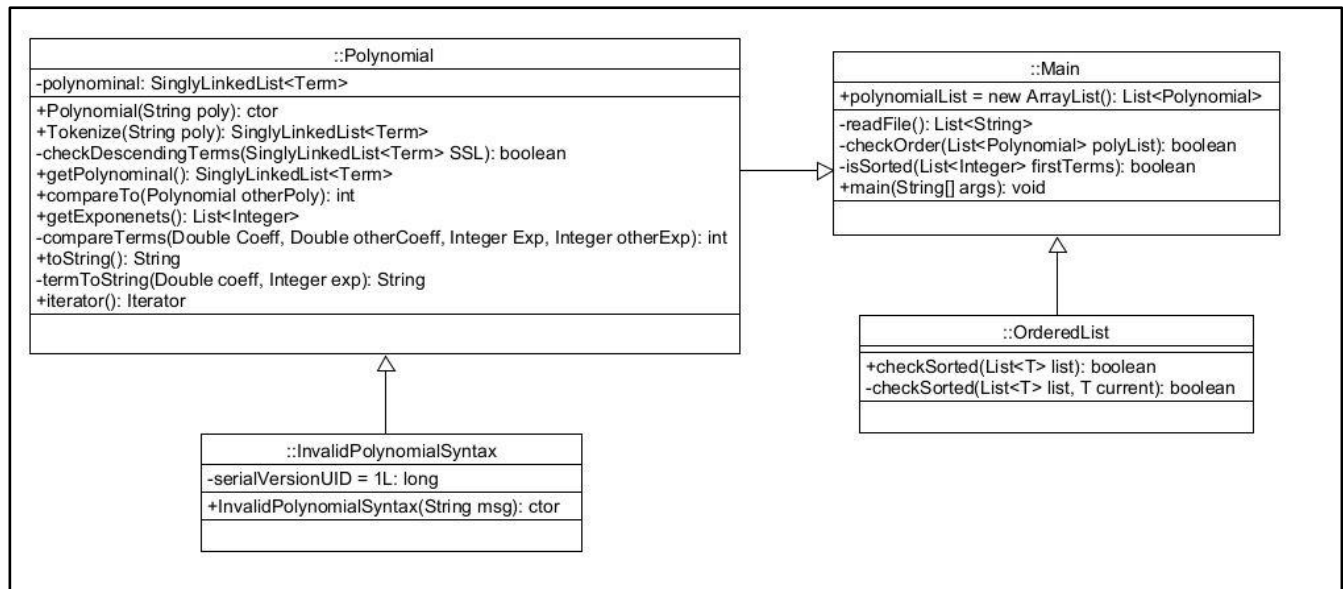 ::Polynomial
-polynominal: SinglyLinkedList<Term>
+Polynomial(String poly): ctor
+Tokenize(String poly): SinglyLinkedList<Term>
-checkDescendingTerms(SinglyLinkedList<Term> SSL): boolean
+getPolynominal(): SinglyLinkedList<Term>
+compareTo(Polynomial otherPoly): int
+getExponenets(): List<Integer>
-compareTerms(Double Coeff, Double otherCoeff, Integer Exp, Integer otherExp): int
+toString(): String
-termToString(Double coeff, Integer exp): String
+iterator(): Iterator
::Main
+polynomialList = new ArrayList(): List<Polynomial>
-readFile(): List<String>
-checkOrder(List<Polynomial> polyList): boolean
-isSorted(List<Integer> firstTerms): boolean
+main(String[] args): void
::OrderedList
+checkSorted(List<T> list): boolean
-checkSorted(List<T> list, T current): boolean
::InvalidPolynomialSyntax
-serialVersionUID = 1L: long
+InvalidPolynomialSyntax(String msg): ctor